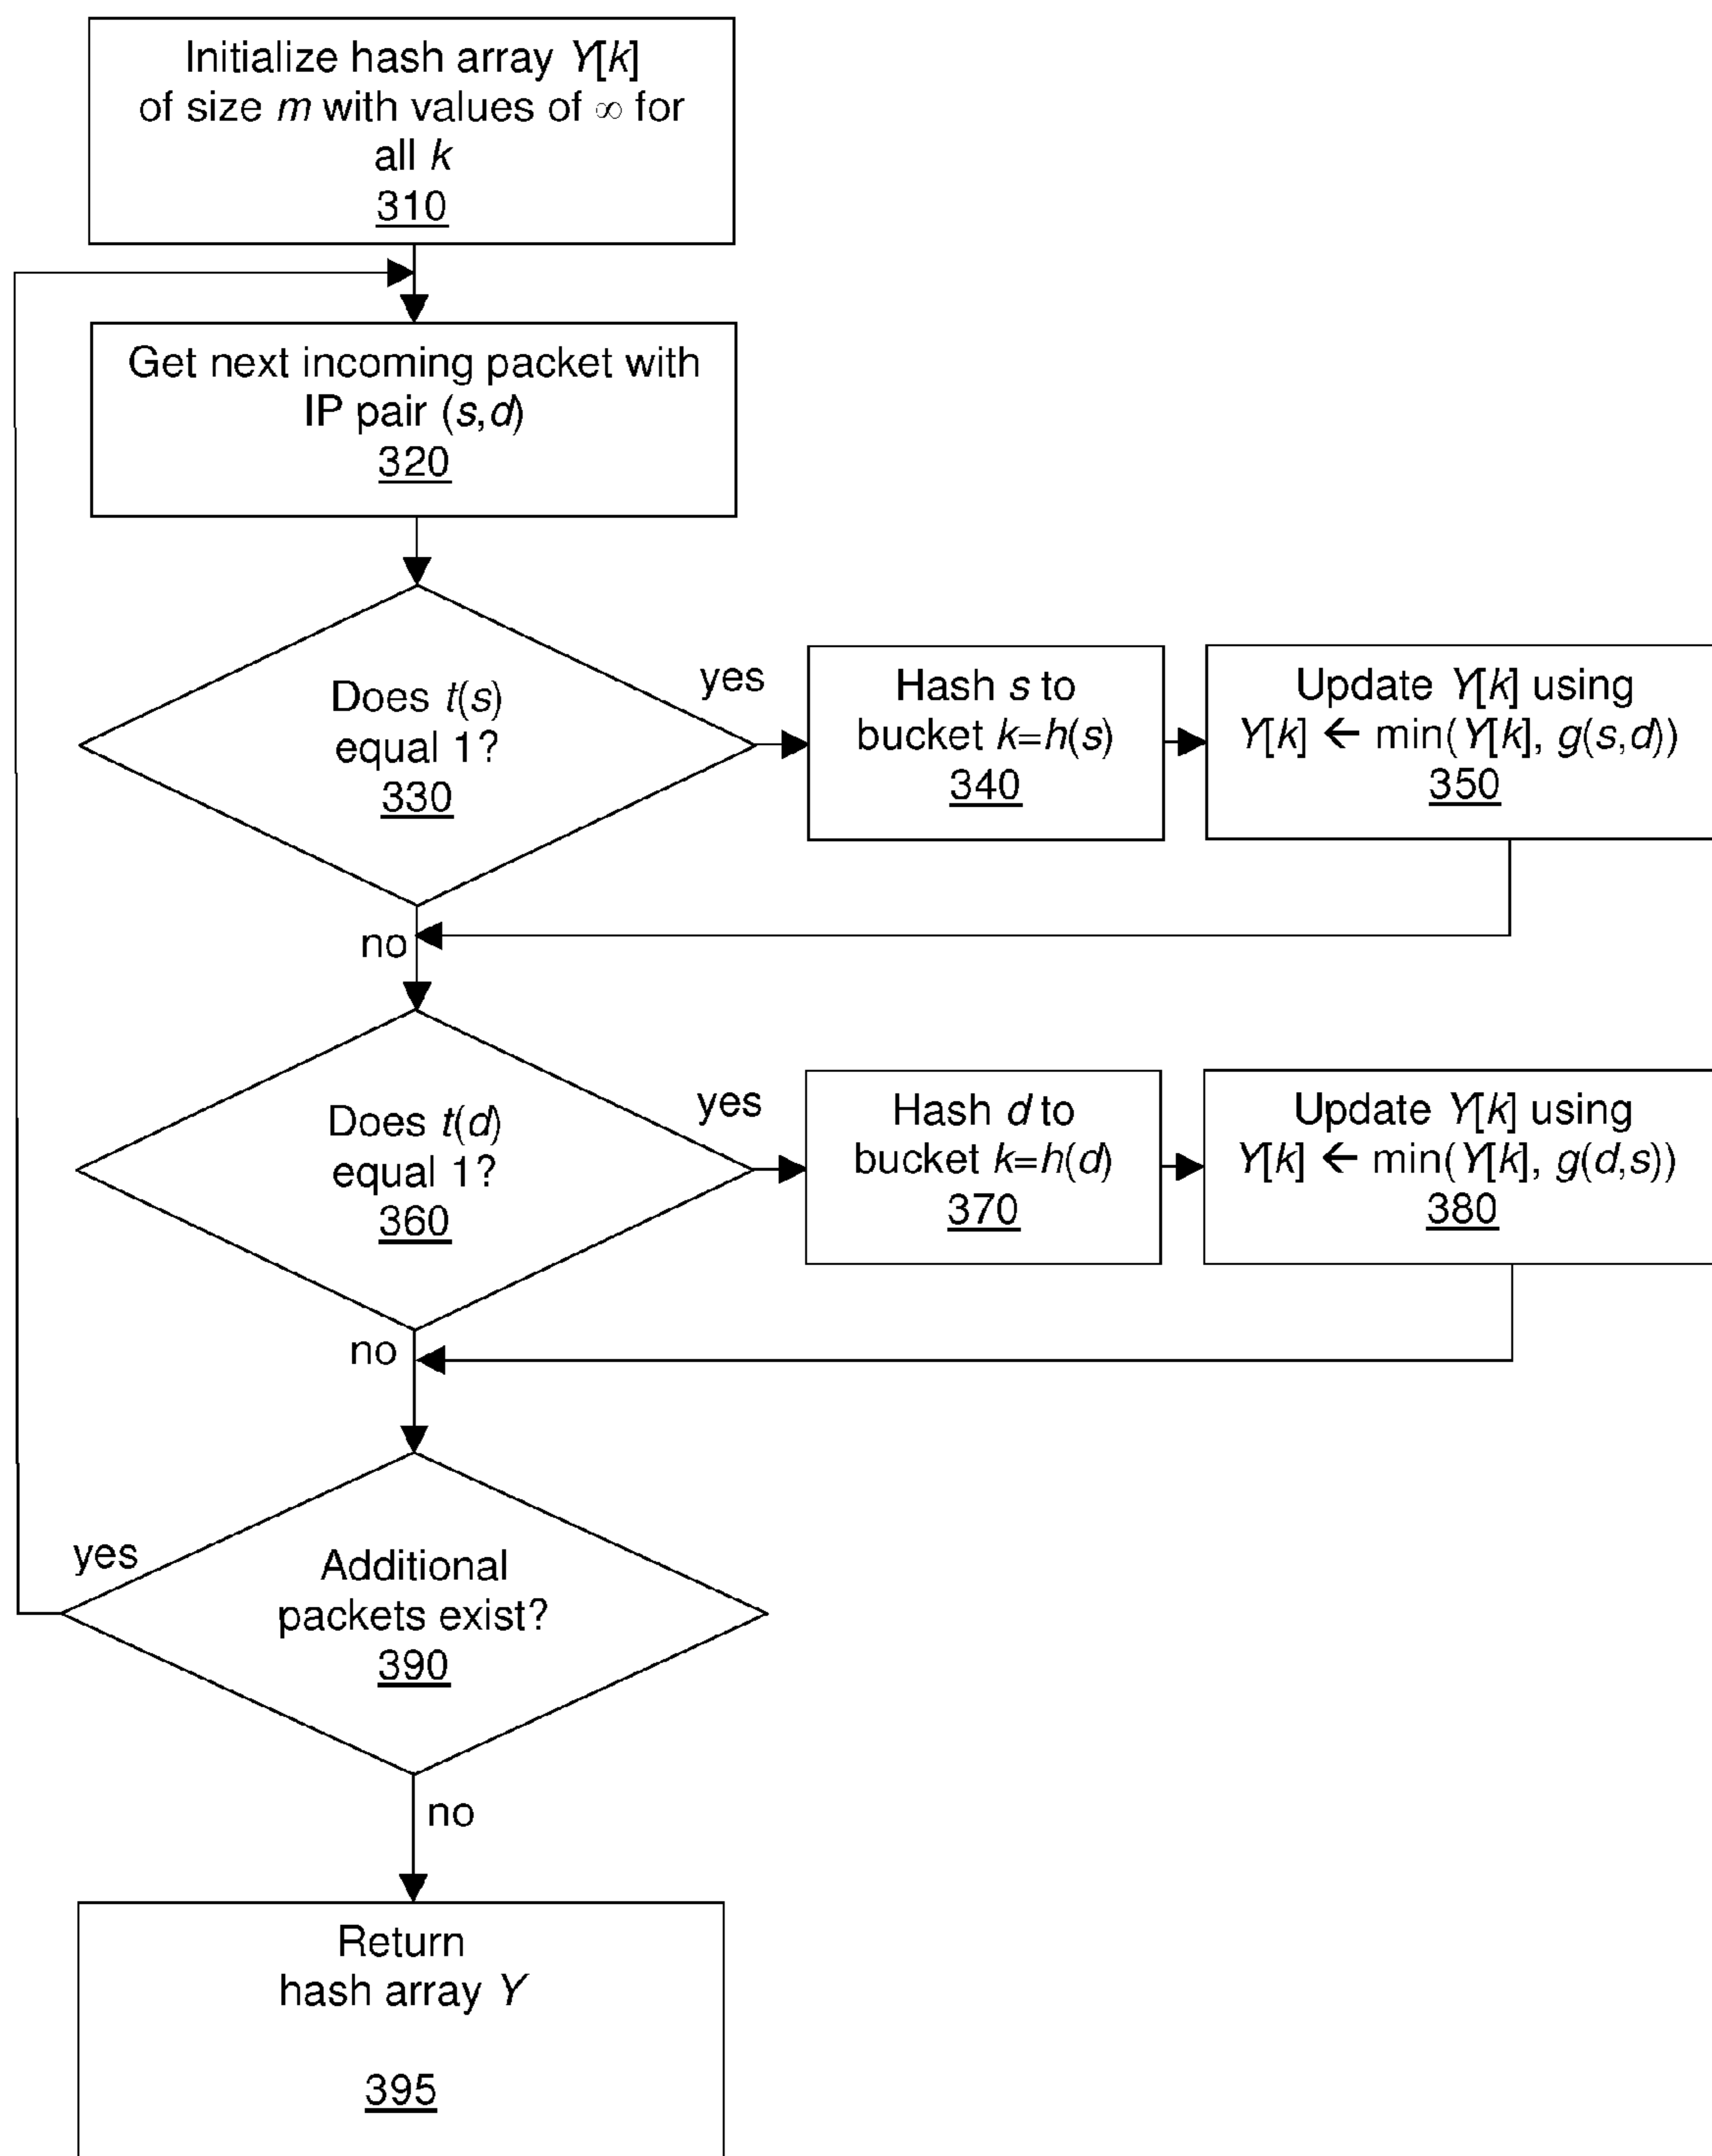 Initialize hash array Y[k]
of size m with values of ∞ for
all k
310
Get next incoming packet with
IP pair (s,d)
320
Does t(s)
equal 1?
330
yes
Hash s to
bucket k=h(s)
340
Update Y[k] using
Y[k] ← min(Y[k], g(s,d))
350
no
Does t(d)
equal 1?
360
yes
Hash d to
bucket k=h(d)
370
Update Y[k] using
Y[k] ← min(Y[k], g(d,s))
380
no
yes
Additional
packets exist?
390
no
Return
hash array Y
395